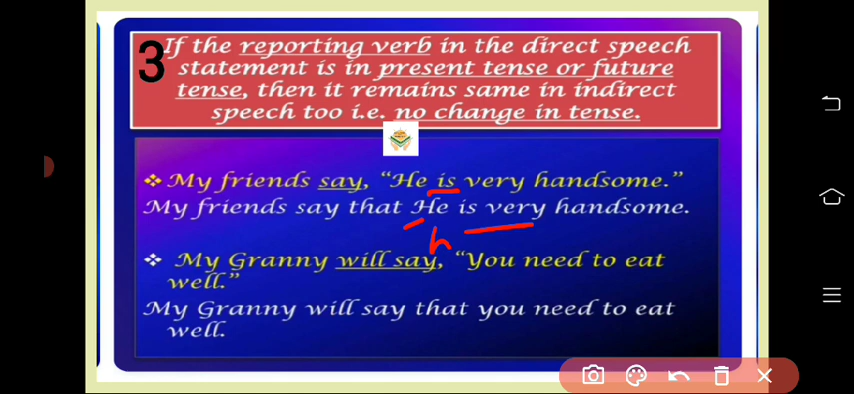 3
If the reporting verb in the direct speech
statement is in present tense or future
tense, then it remains same in indirect
speech too i.e. no change in tense.
❖ My friends say, “He is very handsome.”
My friends say that He is very handsome.
h
❖ My Granny will say, “You need to eat
well.”
My Granny will say that you need to eat
well.